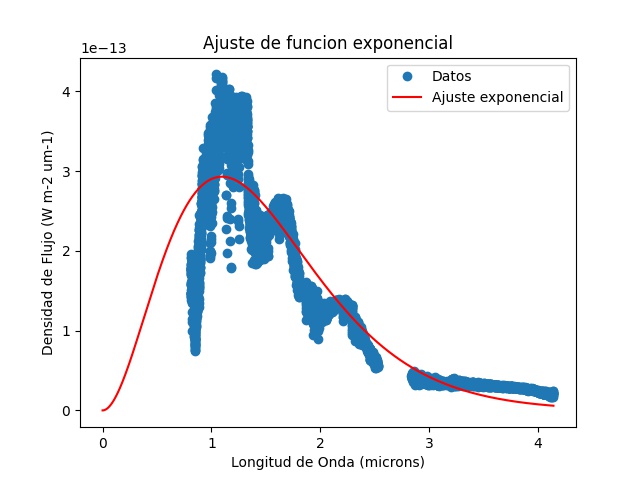 Ajuste de funcion exponencial
1e−13
Datos
Ajuste exponencial
4
3
2
1
0
Densidad de Flujo (W m-2 um-1)
0 1 2 3 4
Longitud de Onda (microns)